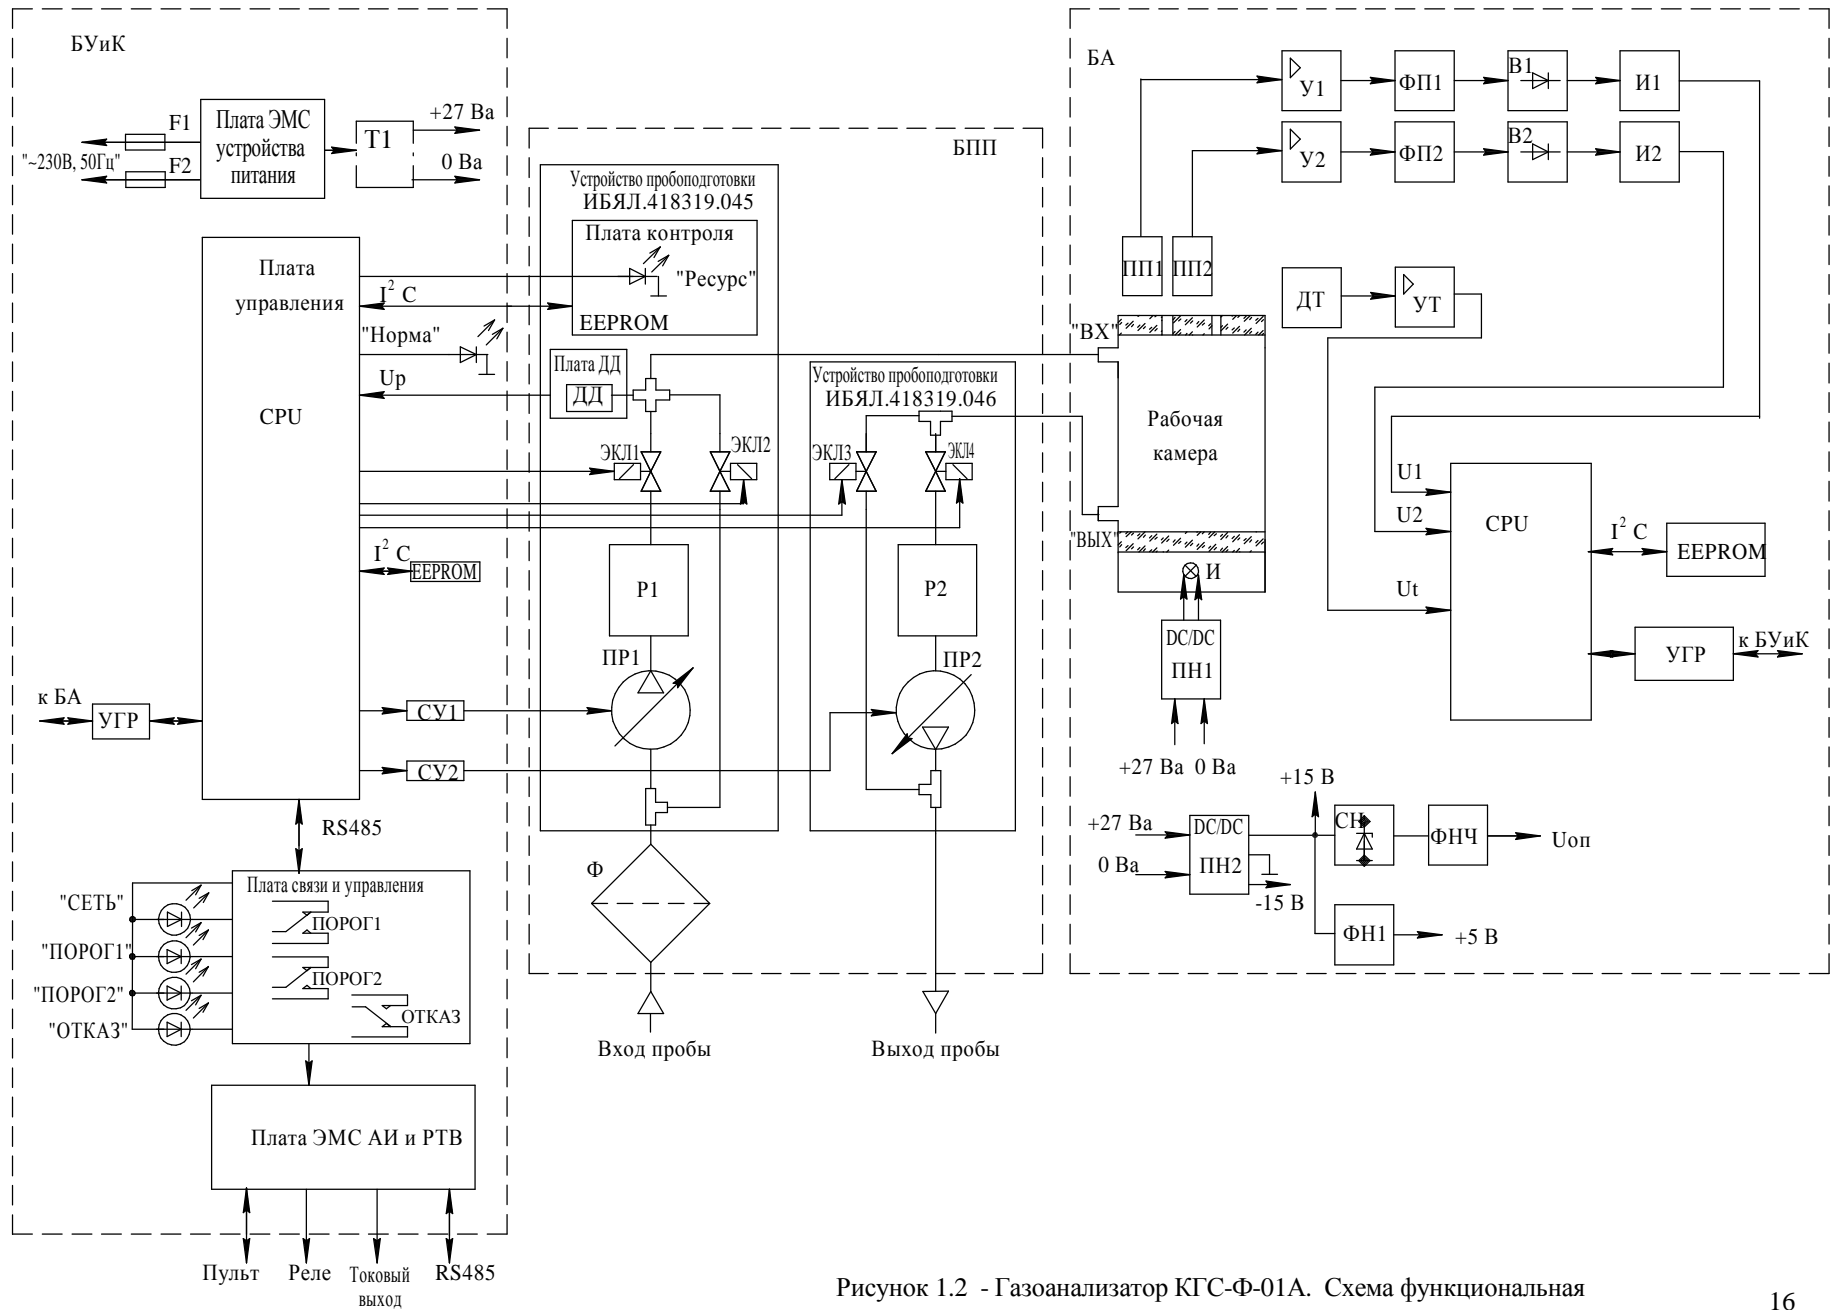 БУиК
F1
"~230В, 50Гц"
F2
Плата ЭМС
устройства
питания
Т1
+27 Ва
0 Ва
Плата
управления
CPU
I² C
"Норма"
Up
I² C
EEPROM
к БА
УГР
СУ1
СУ2
RS485
Плата связи и управления
"СЕТЬ"
"ПОРОГ1"
"ПОРОГ2"
"ОТКАЗ"
ПОРОГ1
ПОРОГ2
ОТКАЗ
Плата ЭМС АИ и РТВ
Пульт
Реле
Токовый
выход
RS485
БПП
Устройство пробоподготовки
ИБЯЛ.418319.045
Плата контроля
"Ресурс"
EEPROM
Плата ДД
ДД
ЭКЛ1
ЭКЛ2
Р1
ПР1
Ф
Вход пробы
Устройство пробоподготовки
ИБЯЛ.418319.046
ЭКЛ3
ЭКЛ4
Р2
ПР2
Выход пробы
БА
У1
ФП1
В1
И1
У2
ФП2
В2
И2
ПП1
ПП2
ДТ
УТ
"ВХ"
Рабочая
камера
"ВЫХ"
И
DC/DC
ПН1
+27 Ва
0 Ва
U1
U2
Ut
CPU
I² C
EEPROM
УГР
к БУиК
+27 Ва
0 Ва
DC/DC
ПН2
+15 В
-15 В
СН
ФНЧ
Uоп
ФН1
+5 В
Рисунок 1.2 - Газоанализатор КГС-Ф-01А. Схема функциональная
16